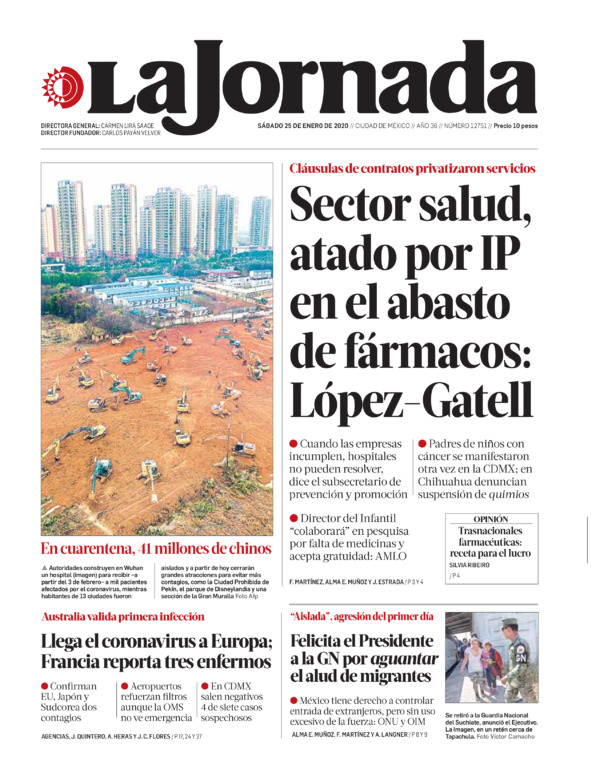 La Jornada
DIRECTORA GENERAL: CARMEN LIRA SAADE
DIRECTOR FUNDADOR: CARLOS PAYÁN VELVER
SÁBADO 25 DE ENERO DE 2020 // CIUDAD DE MÉXICO // AÑO 36 // NÚMERO 12751 // Precio 10 pesos
Cláusulas de contratos privatizaron servicios
Sector salud,
atado por IP
en el abasto
de fármacos:
López-Gatell
● Cuando las empresas
incumplen, hospitales
no pueden resolver,
dice el subsecretario de
prevención y promoción
● Director del Infantil
“colaborará” en pesquisa
por falta de medicinas y
acepta gratuidad: AMLO
● Padres de niños con
cáncer se manifestaron
otra vez en la CDMX; en
Chihuahua denuncian
suspensión de quimios
F. MARTÍNEZ, ALMA E. MUÑOZ Y J. ESTRADA / P 3 Y 4
OPINIÓN
Trasnacionales
farmacéuticas:
receta para el lucro
SILVIA RIBEIRO
/ P 4
En cuarentena, 41 millones de chinos
▲ Autoridades construyen en Wuhan
un hospital (imagen) para recibir –a
partir del 3 de febrero– a mil pacientes
afectados por el coronavirus, mientras
habitantes de 13 ciudades fueron
aislados y a partir de hoy cerrarán
grandes atracciones para evitar más
contagios, como la Ciudad Prohibida de
Pekín, el parque de Disneylandia y una
sección de la Gran Muralla Foto Afp
Australia valida primera infección
Llega el coronavirus a Europa;
Francia reporta tres enfermos
● Confirman
EU, Japón y
Sudcorea dos
contagios
● Aeropuertos
refuerzan filtros
aunque la OMS
no ve emergencia
● En CDMX
salen negativos
4 de siete casos
sospechosos
AGENCIAS, J. QUINTERO, A. HERAS Y J. C. FLORES / P 17, 24 Y 27
“Aislada”, agresión del primer día
Felicita el Presidente
a la GN por aguantar
el alud de migrantes
● México tiene derecho a controlar
entrada de extranjeros, pero sin uso
excesivo de la fuerza: ONU y OIM
ALMA E. MUÑOZ, F. MARTÍNEZ Y A. LANGNER / P 8 Y 9
GN
Se retiró a la Guardia Nacional
del Suchiate, anunció el Ejecutivo.
La imagen, en un retén cerca de
Tapachula. Foto Víctor Camacho